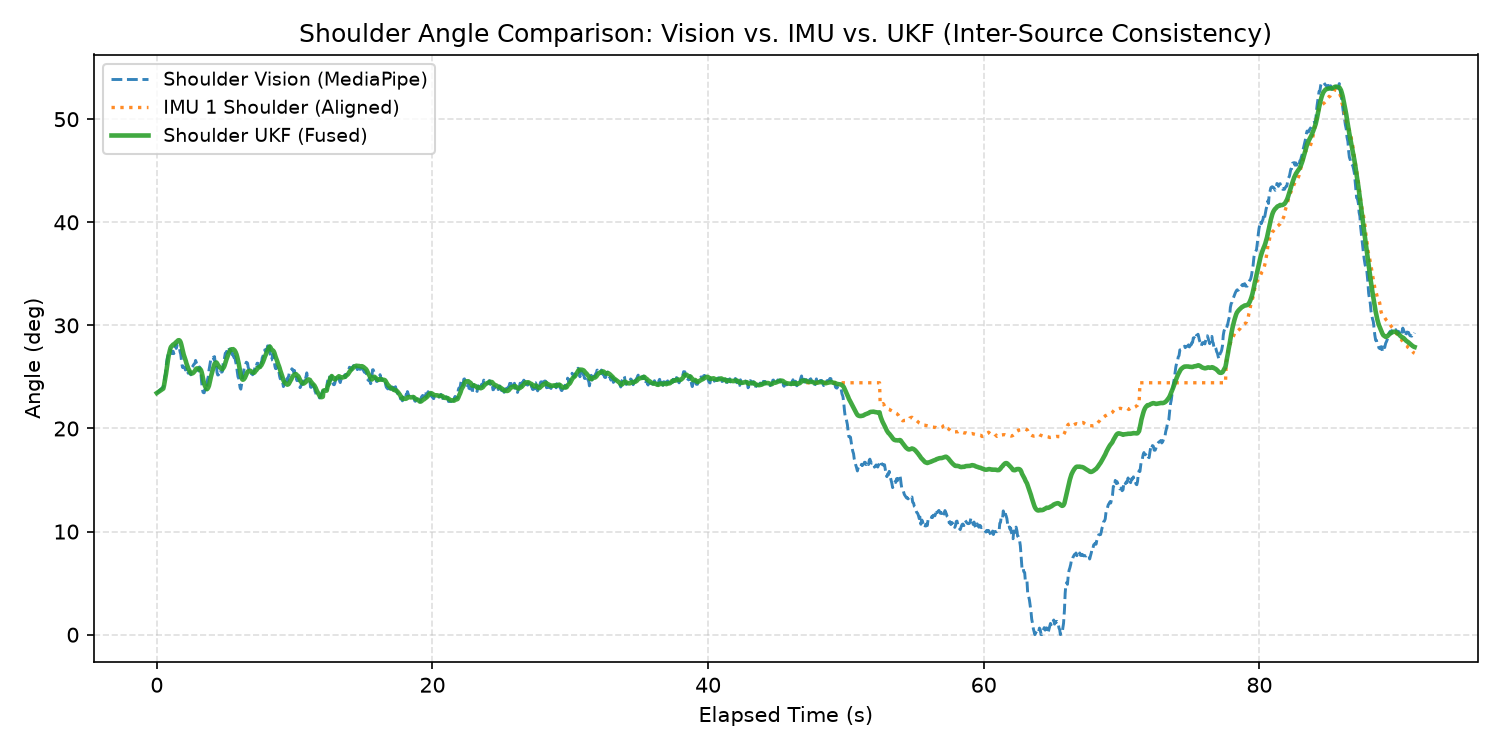 Shoulder Angle Comparison: Vision vs. IMU vs. UKF (Inter-Source Consistency)
Shoulder Vision (MediaPipe)
IMU 1 Shoulder (Aligned)
Shoulder UKF (Fused)
Angle (deg)
50
40
30
20
10
0
0 20 40 60 80
Elapsed Time (s)